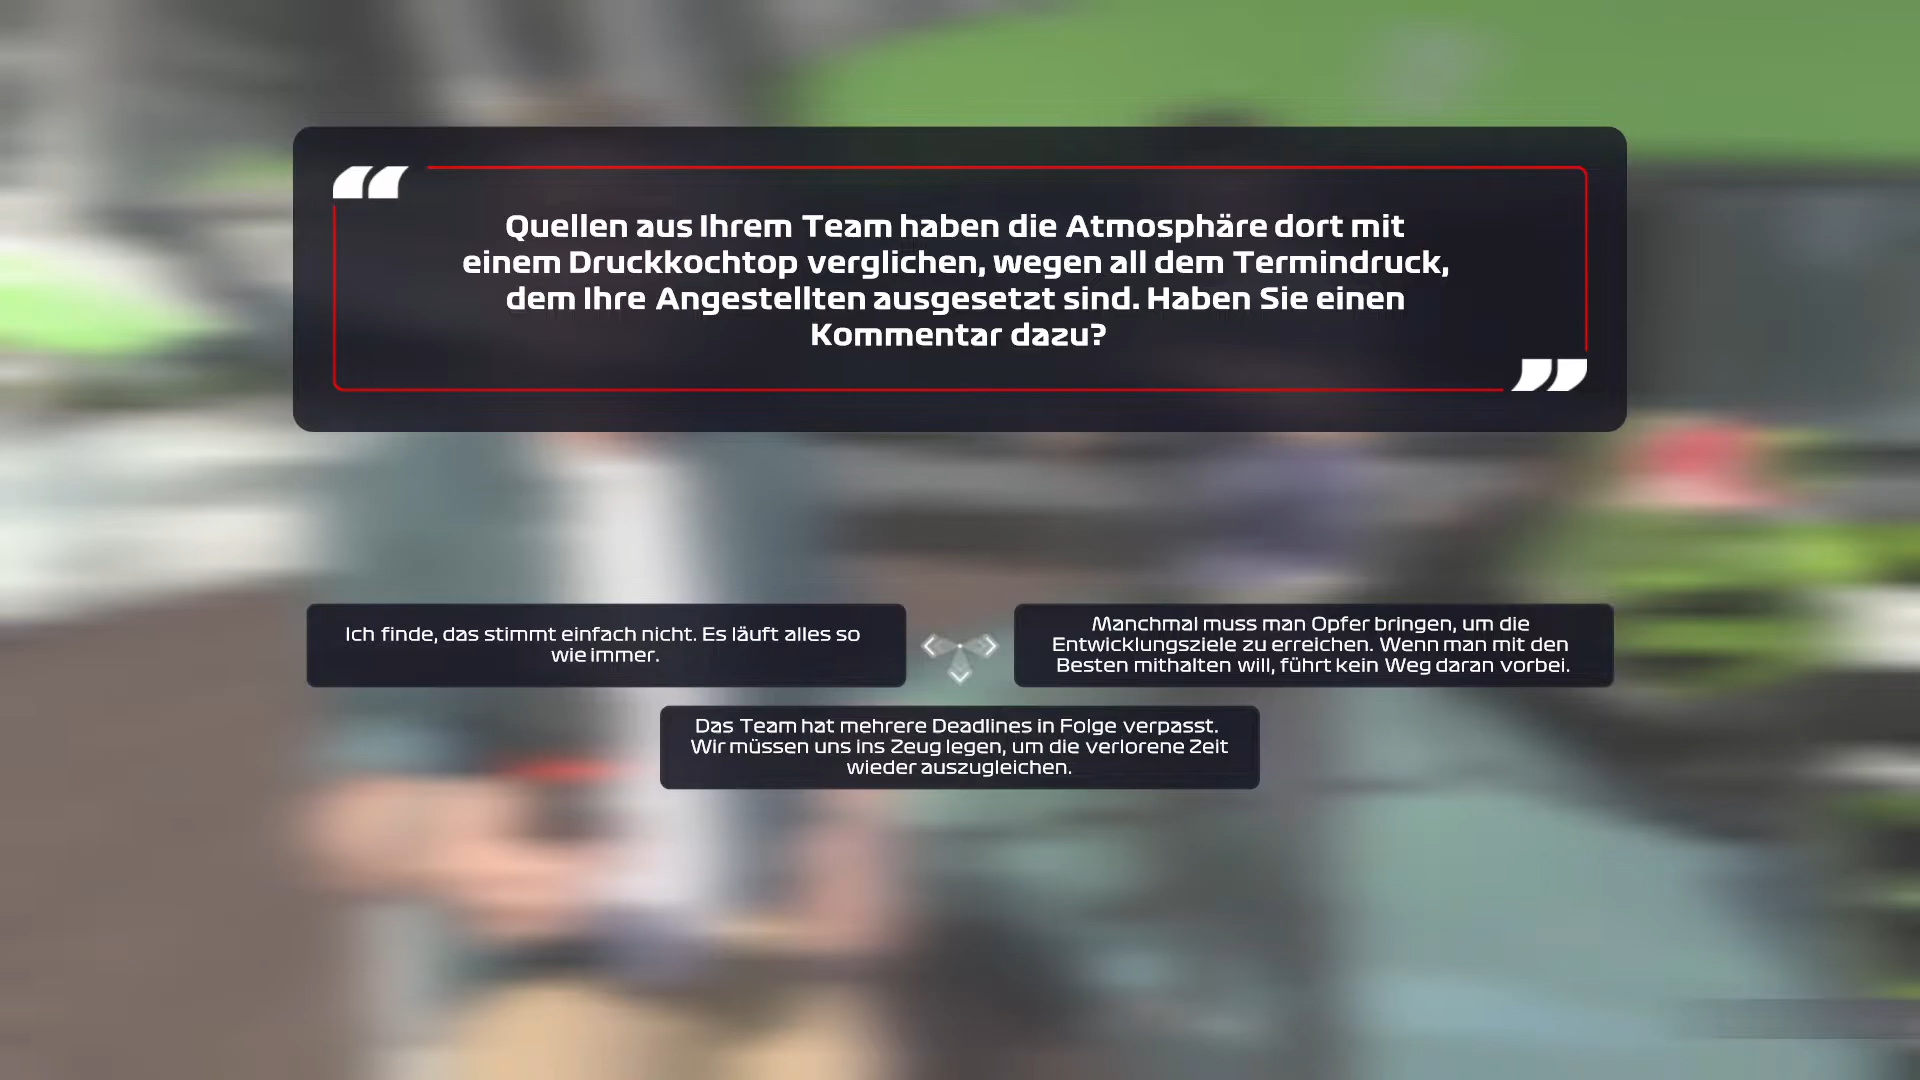 Quellen aus Ihrem Team haben die Atmosphäre dort mit
einem Druckkochtop verglichen, wegen all dem Termindruck,
dem Ihre Angestellten ausgesetzt sind. Haben Sie einen
Kommentar dazu?
Ich finde, das stimmt einfach nicht. Es läuft alles so
wie immer.
Manchmal muss man Opfer bringen, um die
Entwicklungsziele zu erreichen. Wenn man mit den
Besten mithalten will, führt kein Weg daran vorbei.
Das Team hat mehrere Deadlines in Folge verpasst.
Wir müssen uns ins Zeug legen, um die verlorene Zeit
wieder auszugleichen.